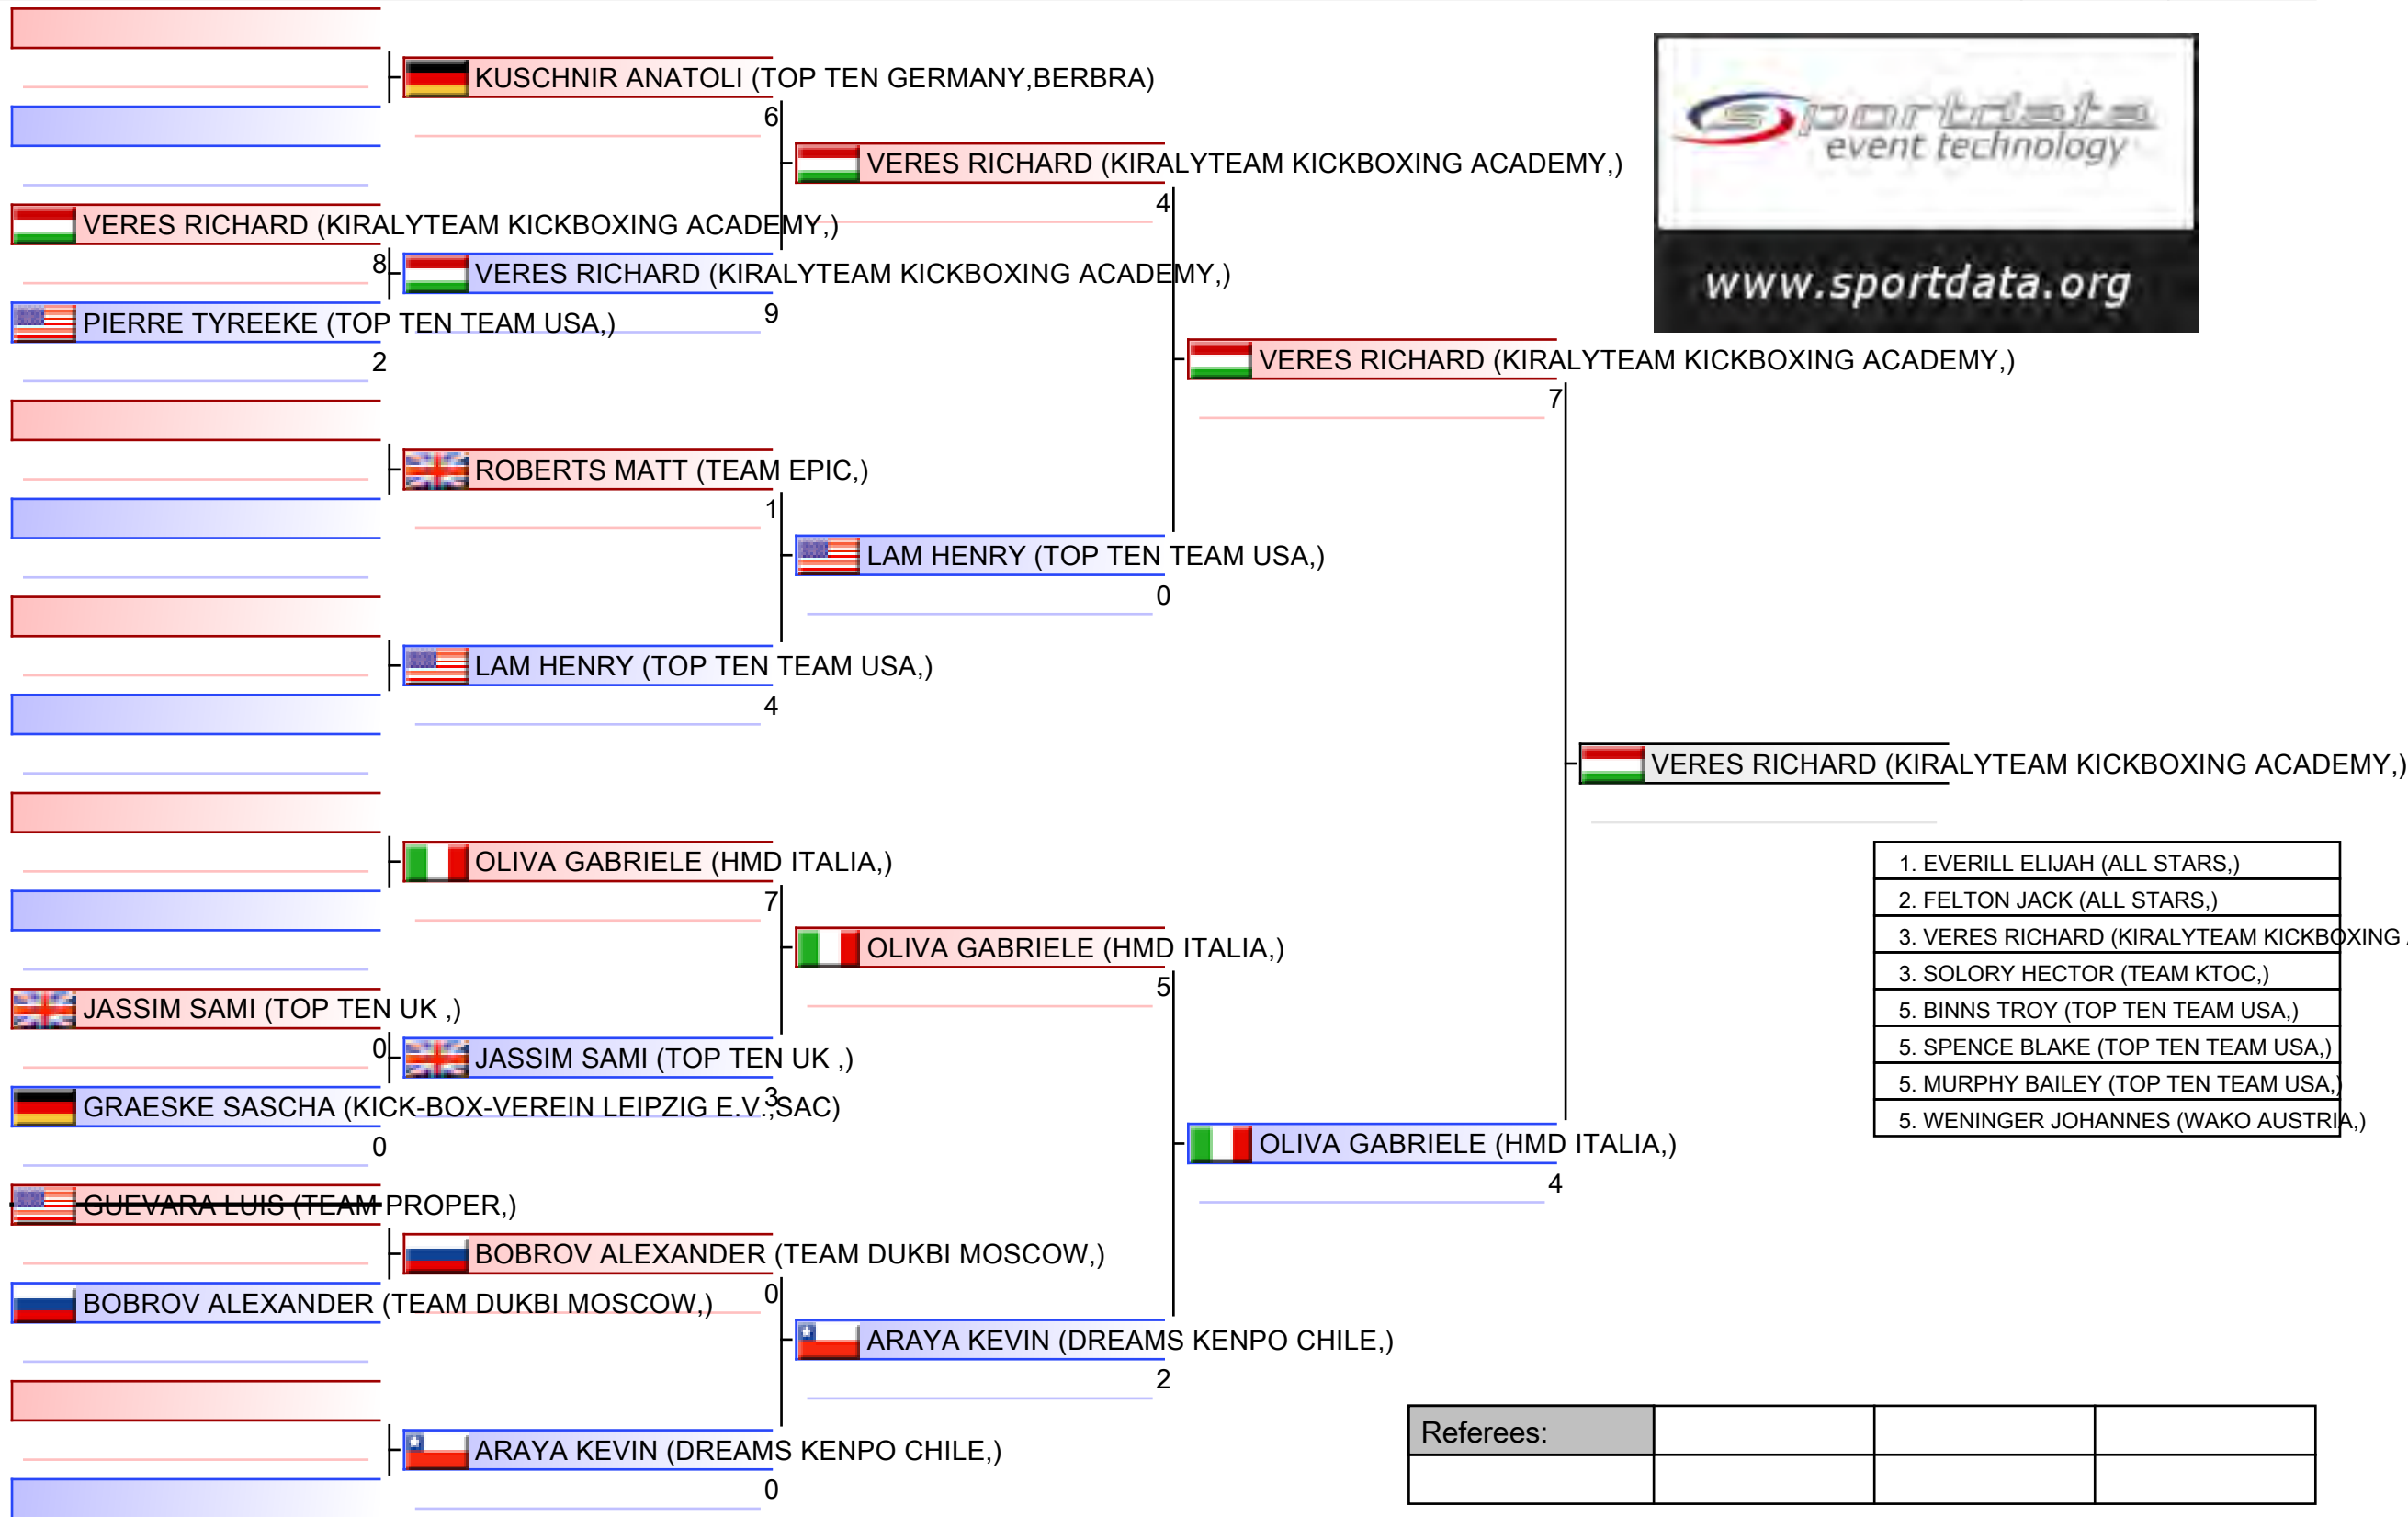 KUSCHNIR ANATOLI (TOP TEN GERMANY,BERBRA)
6
VERES RICHARD (KIRALYTEAM KICKBOXING ACADEMY,)
4
VERES RICHARD (KIRALYTEAM KICKBOXING ACADEMY,)
8
VERES RICHARD (KIRALYTEAM KICKBOXING ACADEMY,)
9
PIERRE TYREEKE (TOP TEN TEAM USA,)
2
VERES RICHARD (KIRALYTEAM KICKBOXING ACADEMY,)
7
ROBERTS MATT (TEAM EPIC,)
1
LAM HENRY (TOP TEN TEAM USA,)
0
LAM HENRY (TOP TEN TEAM USA,)
4
VERES RICHARD (KIRALYTEAM KICKBOXING ACADEMY,)
OLIVA GABRIELE (HMD ITALIA,)
7
OLIVA GABRIELE (HMD ITALIA,)
5
JASSIM SAMI (TOP TEN UK ,)
0
JASSIM SAMI (TOP TEN UK ,)
3
GRAESKE SASCHA (KICK-BOX-VEREIN LEIPZIG E.V.,SAC)
0
OLIVA GABRIELE (HMD ITALIA,)
4
GUEVARA LUIS (TEAM PROPER,)
BOBROV ALEXANDER (TEAM DUKBI MOSCOW,)
0
BOBROV ALEXANDER (TEAM DUKBI MOSCOW,)
ARAYA KEVIN (DREAMS KENPO CHILE,)
2
ARAYA KEVIN (DREAMS KENPO CHILE,)
0
sportdata
event technology
www.sportdata.org
1. EVERILL ELIJAH (ALL STARS,)
2. FELTON JACK (ALL STARS,)
3. VERES RICHARD (KIRALYTEAM KICKBOXING
3. SOLORY HECTOR (TEAM KTOC,)
5. BINNS TROY (TOP TEN TEAM USA,)
5. SPENCE BLAKE (TOP TEN TEAM USA,)
5. MURPHY BAILEY (TOP TEN TEAM USA,)
5. WENINGER JOHANNES (WAKO AUSTRIA,)
Referees: